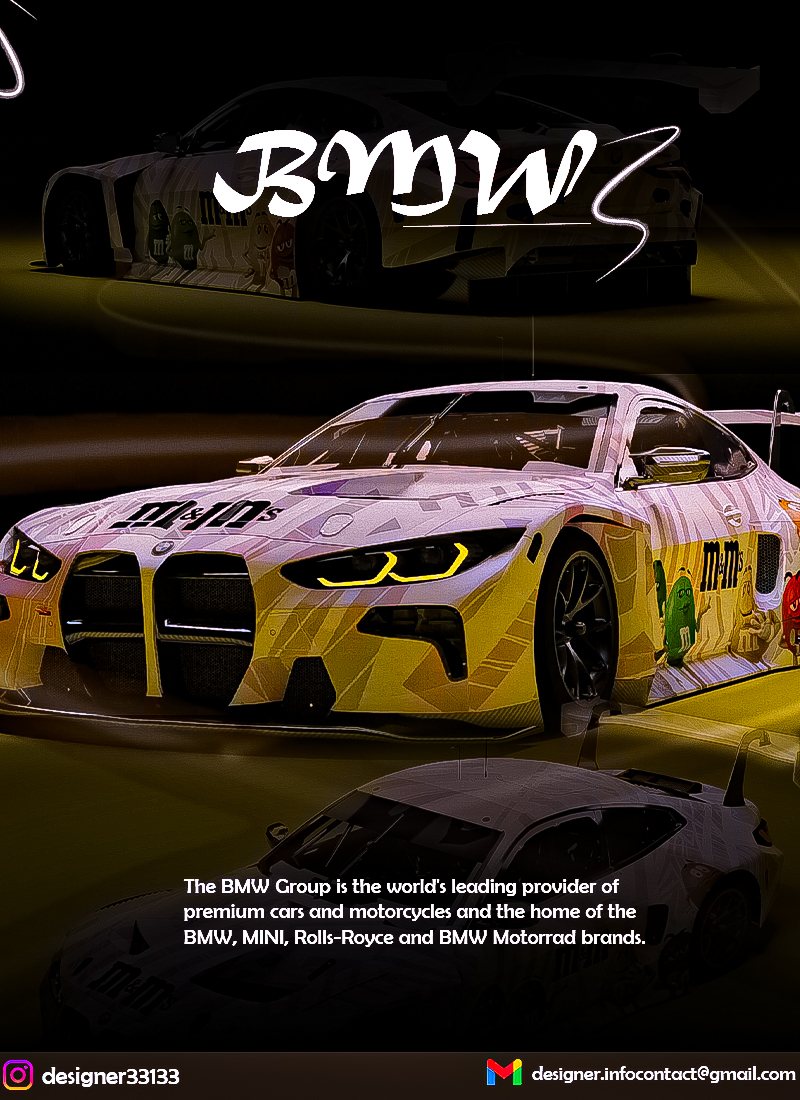 BMW
M&M's
M&M's
The BMW Group is the world's leading provider of
premium cars and motorcycles and the home of the
BMW, MINI, Rolls-Royce and BMW Motorrad brands.
M&M's
designer33133
designer.infocontact@gmail.com